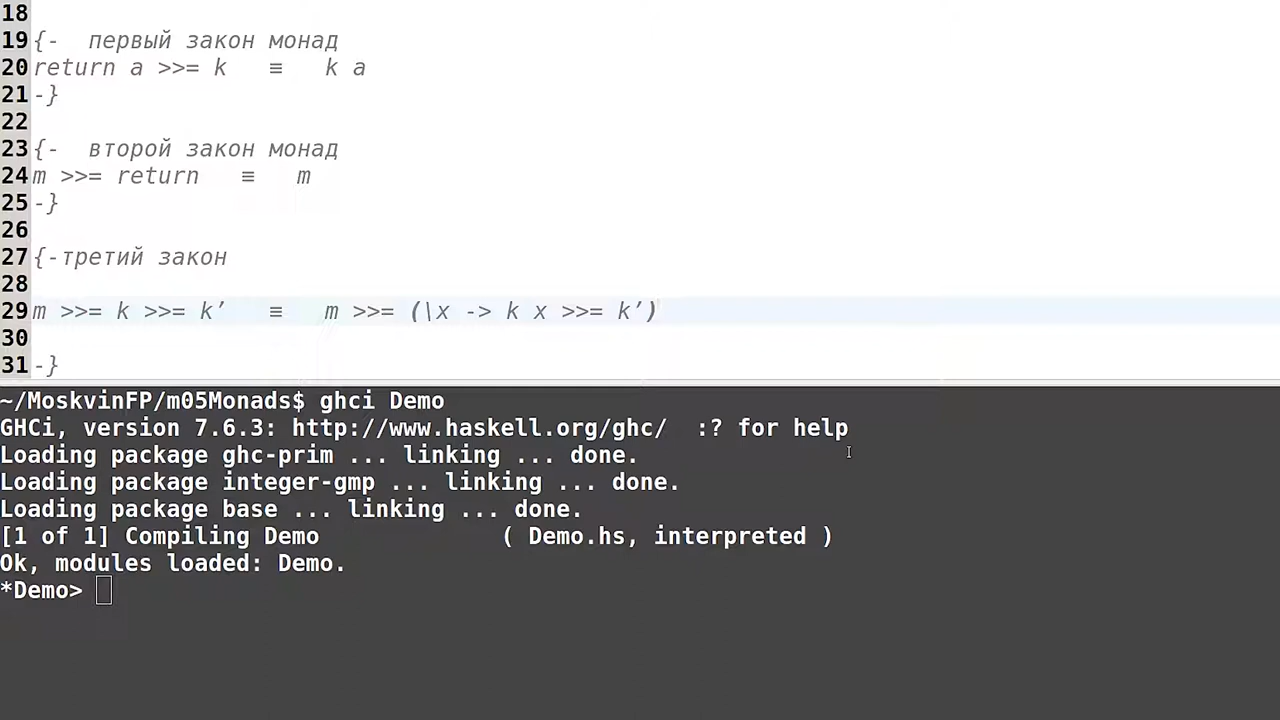 18
19 {-  первый закон монад
20 return a >>= k   ≡   k a
21 -}
22
23 {-  второй закон монад
24 m >>= return   ≡   m
25 -}
26
27 {-третий закон
28
29 m >>= k >>= k’   ≡   m >>= (\x -> k x >>= k’)
30
31 -}
~/MoskvinFP/m05Monads$ ghci Demo
GHCi, version 7.6.3: http://www.haskell.org/ghc/  :? for help
Loading package ghc-prim ... linking ... done.
Loading package integer-gmp ... linking ... done.
Loading package base ... linking ... done.
[1 of 1] Compiling Demo             ( Demo.hs, interpreted )
Ok, modules loaded: Demo.
*Demo>